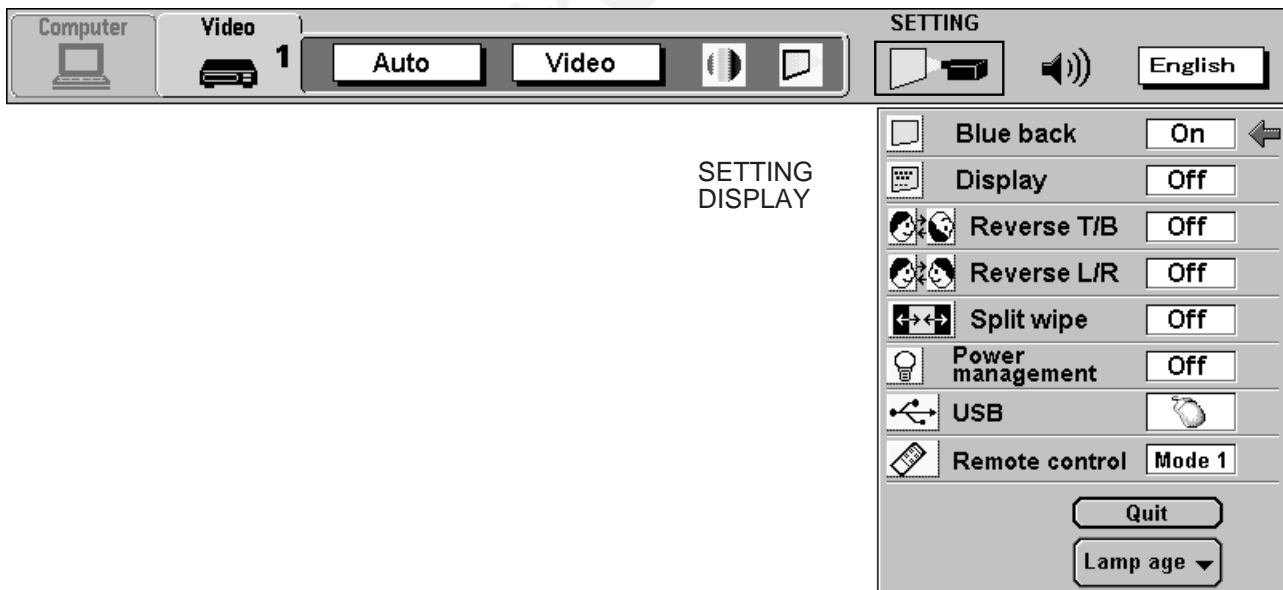 Computer
Video
1
Auto
Video
SETTING
English
SETTING
DISPLAY
Blue back On
Display Off
Reverse T/B Off
Reverse L/R Off
Split wipe Off
Power
management Off
USB
Remote control Mode 1
Quit
Lamp age